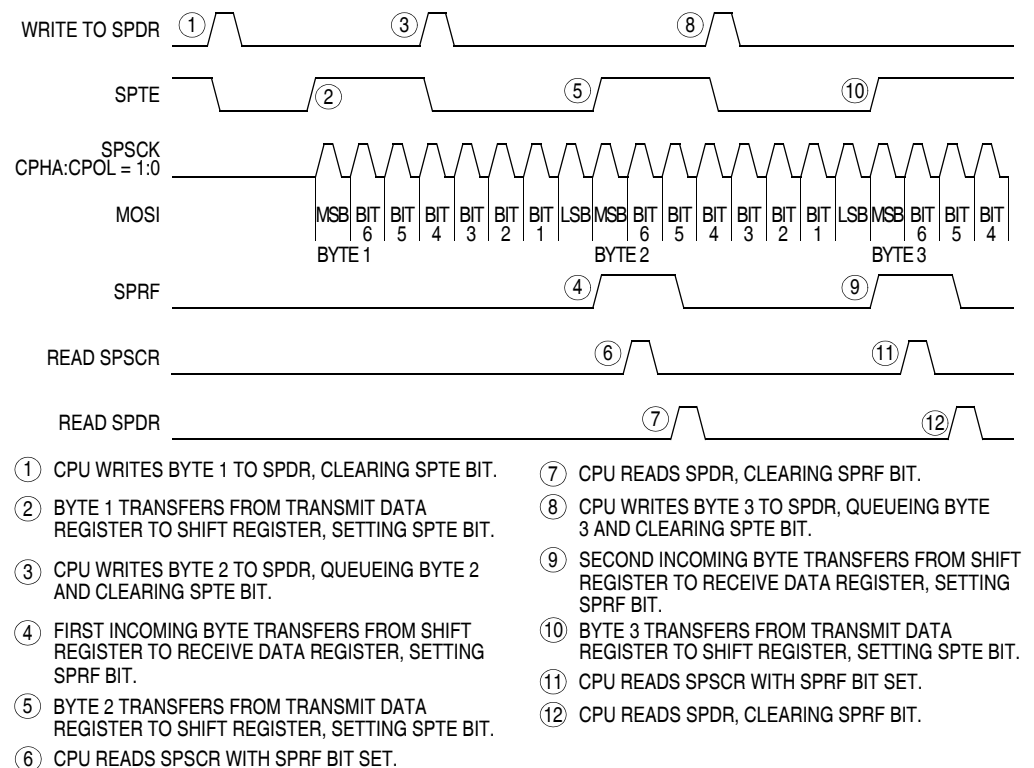 WRITE TO SPDR
1
3
8
SPTE
2
5
10
SPSCK
CPHA:CPOL = 1:0
MOSI
MSB BIT 6 BIT 5 BIT 4 BIT 3 BIT 2 BIT 1 LSB MSB BIT 6 BIT 5 BIT 4 BIT 3 BIT 2 BIT 1 LSB MSB BIT 6 BIT 5 BIT 4
BYTE 1 BYTE 2 BYTE 3
SPRF
4
9
READ SPSCR
6
11
READ SPDR
7
12
1 CPU WRITES BYTE 1 TO SPDR, CLEARING SPTE BIT.
2 BYTE 1 TRANSFERS FROM TRANSMIT DATA
REGISTER TO SHIFT REGISTER, SETTING SPTE BIT.
3 CPU WRITES BYTE 2 TO SPDR, QUEUEING BYTE 2
AND CLEARING SPTE BIT.
4 FIRST INCOMING BYTE TRANSFERS FROM SHIFT
REGISTER TO RECEIVE DATA REGISTER, SETTING
SPRF BIT.
5 BYTE 2 TRANSFERS FROM TRANSMIT DATA
REGISTER TO SHIFT REGISTER, SETTING SPTE BIT.
6 CPU READS SPSCR WITH SPRF BIT SET.
7 CPU READS SPDR, CLEARING SPRF BIT.
8 CPU WRITES BYTE 3 TO SPDR, QUEUEING BYTE
3 AND CLEARING SPTE BIT.
9 SECOND INCOMING BYTE TRANSFERS FROM SHIFT
REGISTER TO RECEIVE DATA REGISTER, SETTING
SPRF BIT.
10 BYTE 3 TRANSFERS FROM TRANSMIT DATA
REGISTER TO SHIFT REGISTER, SETTING SPTE BIT.
11 CPU READS SPSCR WITH SPRF BIT SET.
12 CPU READS SPDR, CLEARING SPRF BIT.